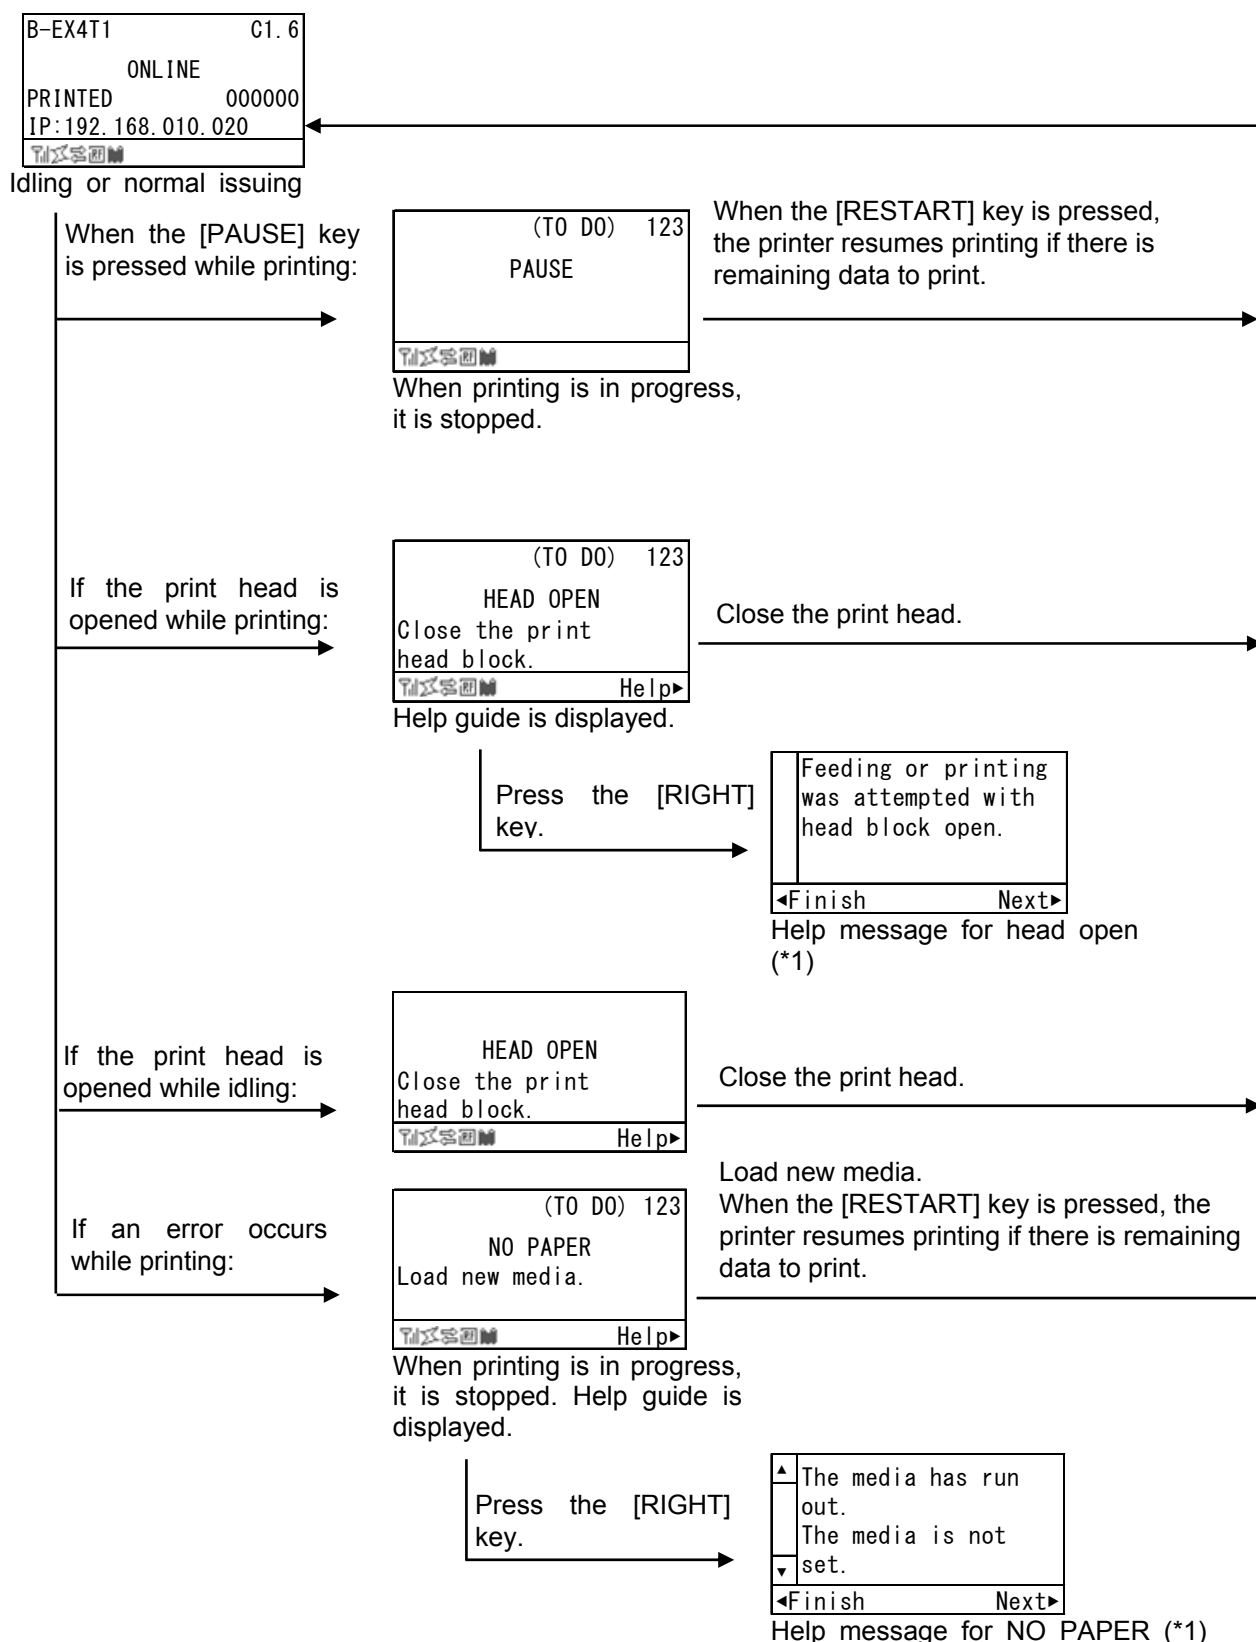 B-EX4T1 C1.6
ONLINE
PRINTED 000000
IP:192.168.010.020
Idling or normal issuing
When the [PAUSE] key
is pressed while printing:
(TO DO) 123
PAUSE
When printing is in progress,
it is stopped.
When the [RESTART] key is pressed,
the printer resumes printing if there is
remaining data to print.
If the print head is
opened while printing:
(TO DO) 123
HEAD OPEN
Close the print
head block.
Help►
Help guide is displayed.
Close the print head.
Press the [RIGHT]
key.
Feeding or printing
was attempted with
head block open.
◄Finish Next►
Help message for head open
(*1)
If the print head is
opened while idling:
HEAD OPEN
Close the print
head block.
Help►
Close the print head.
If an error occurs
while printing:
(TO DO) 123
NO PAPER
Load new media.
Help►
When printing is in progress,
it is stopped. Help guide is
displayed.
Load new media.
When the [RESTART] key is pressed, the
printer resumes printing if there is remaining
data to print.
Press the [RIGHT]
key.
The media has run
out.
The media is not
set.
◄Finish Next►
Help message for NO PAPER (*1)